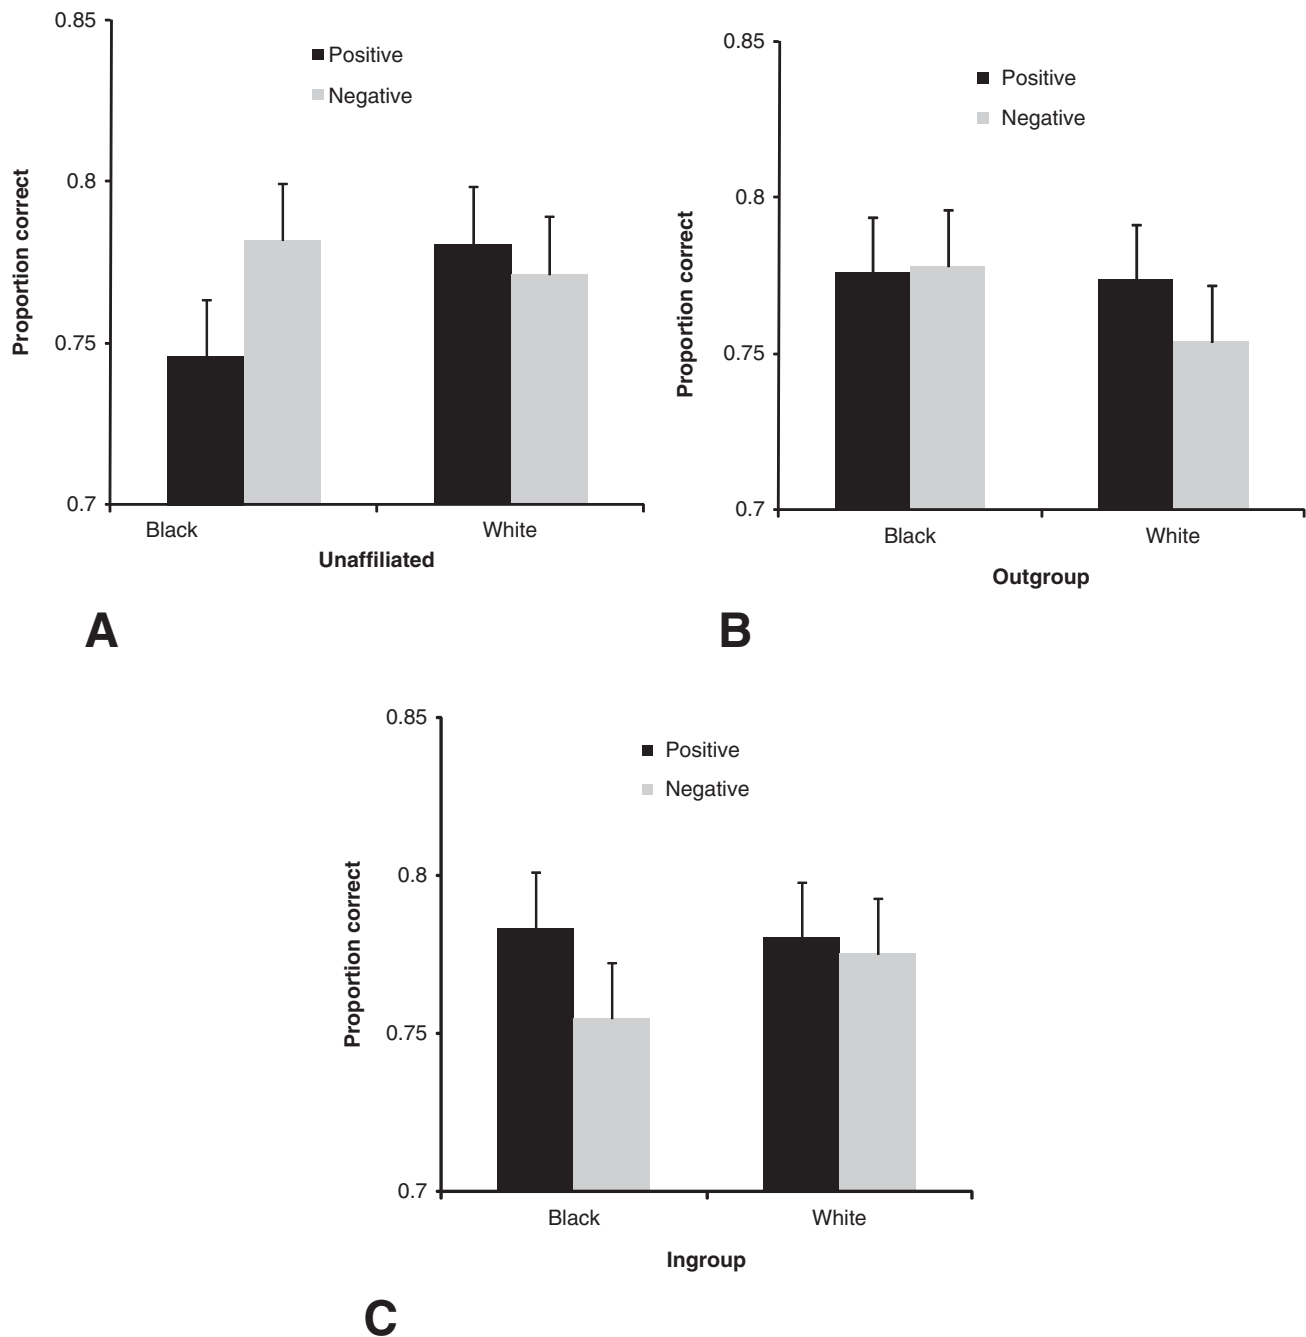 0.85
Positive
Negative
0.8
0.75
0.7
Proportion correct
Black
White
Unaffiliated
A
0.85
Positive
Negative
0.8
0.75
0.7
Proportion correct
Black
White
Outgroup
B
0.85
Positive
Negative
0.8
0.75
0.7
Proportion correct
Black
White
Ingroup
C